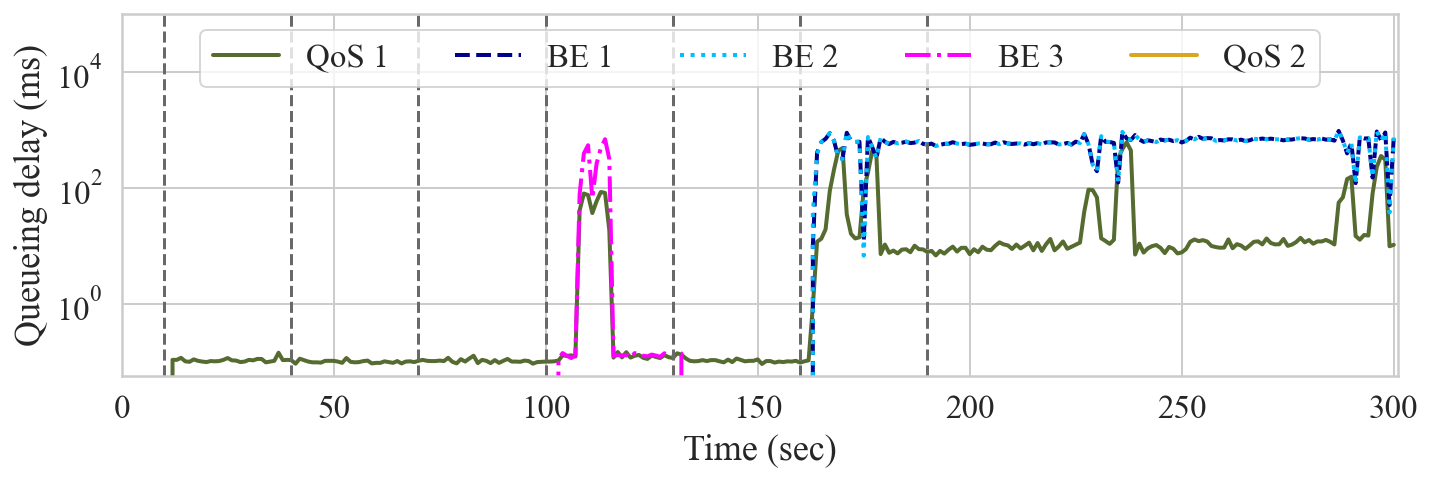 QoS 1 BE 1 BE 2 BE 3 QoS 2
Queueing delay (ms)
10^4
10^2
10^0
0 50 100 150 200 250 300
Time (sec)